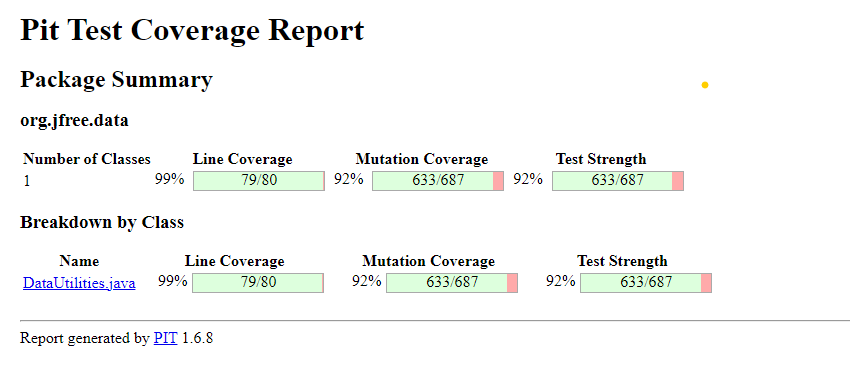 Pit Test Coverage Report
Package Summary
org.jfree.data
Number of Classes Line Coverage Mutation Coverage Test Strength
1 99% 79/80 92% 633/687 92% 633/687
Breakdown by Class
Name Line Coverage Mutation Coverage Test Strength
DataUtilities.java 99% 79/80 92% 633/687 92% 633/687
Report generated by PIT 1.6.8